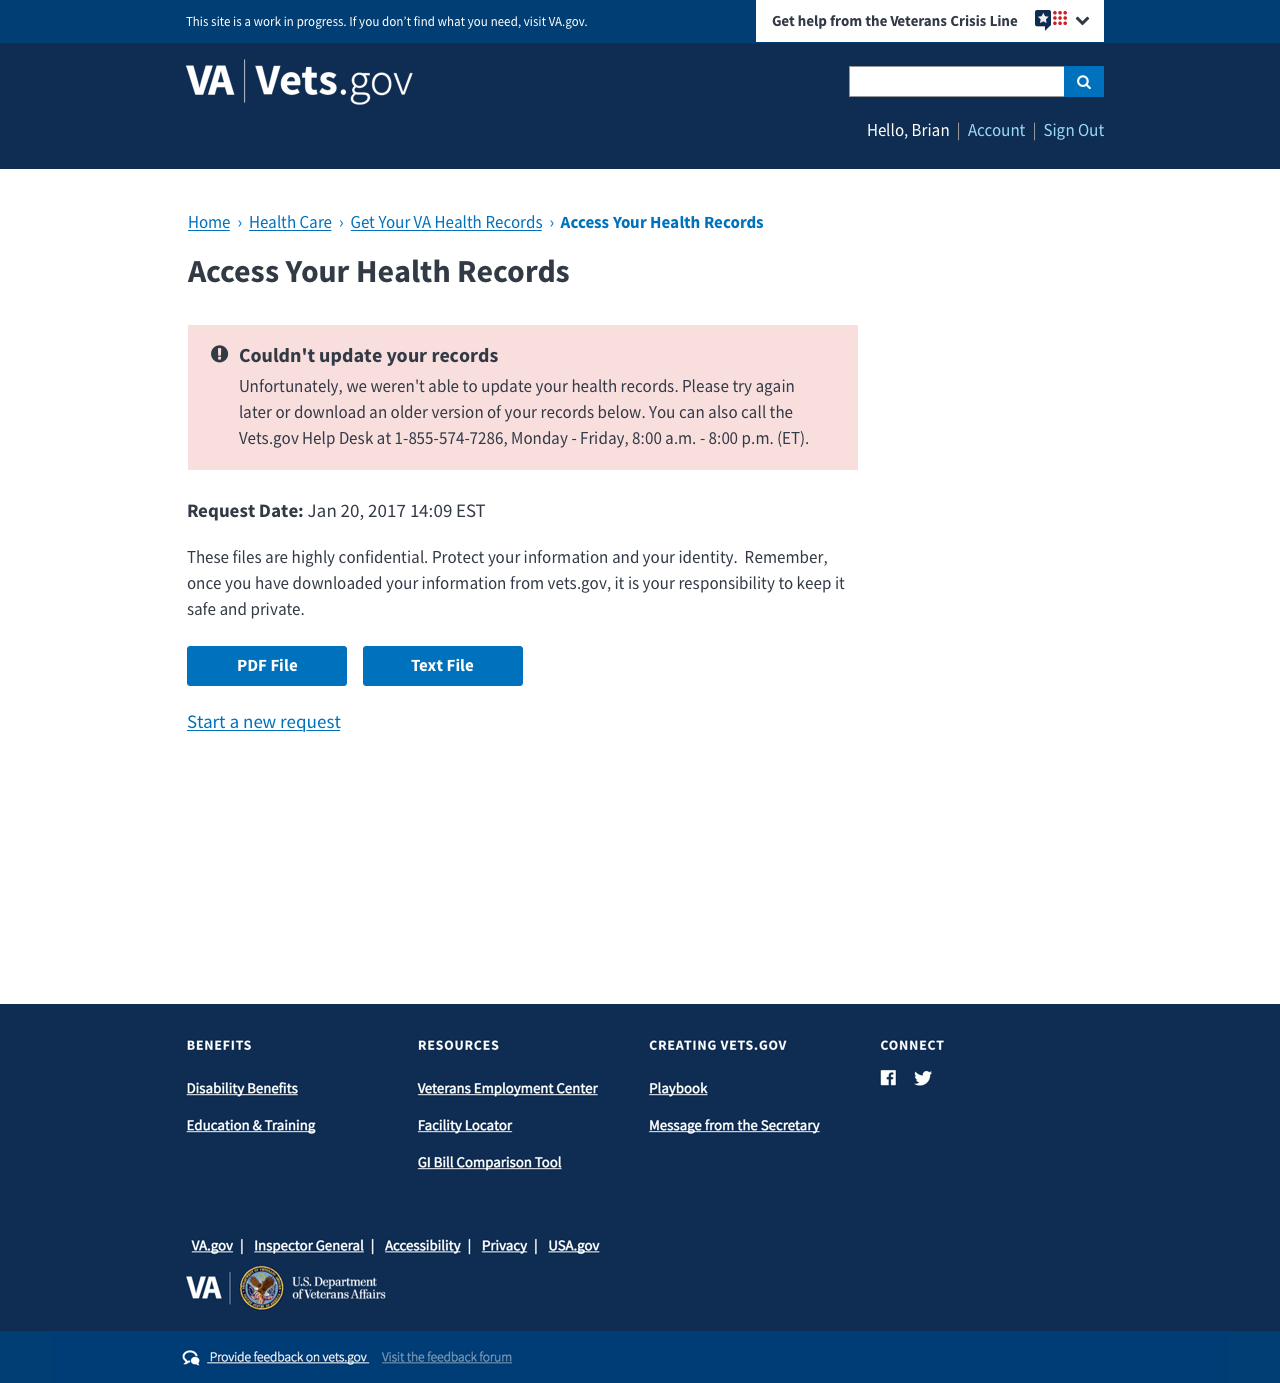 This site is a work in progress. If you don’t find what you need, visit VA.gov.
Get help from the Veterans Crisis Line
VA | Vets.gov
Hello, Brian | Account | Sign Out
Home › Health Care › Get Your VA Health Records › Access Your Health Records
Access Your Health Records
Couldn't update your records
Unfortunately, we weren't able to update your health records. Please try again
later or download an older version of your records below. You can also call the
Vets.gov Help Desk at 1-855-574-7286, Monday - Friday, 8:00 a.m. - 8:00 p.m. (ET).
Request Date: Jan 20, 2017 14:09 EST
These files are highly confidential. Protect your information and your identity.  Remember,
once you have downloaded your information from vets.gov, it is your responsibility to keep it
safe and private.
PDF File
Text File
Start a new request
BENEFITS
Disability Benefits
Education & Training
RESOURCES
Veterans Employment Center
Facility Locator
GI Bill Comparison Tool
CREATING VETS.GOV
Playbook
Message from the Secretary
CONNECT
VA.gov | Inspector General | Accessibility | Privacy | USA.gov
VA
U.S. Department
of Veterans Affairs
Provide feedback on vets.gov Visit the feedback forum